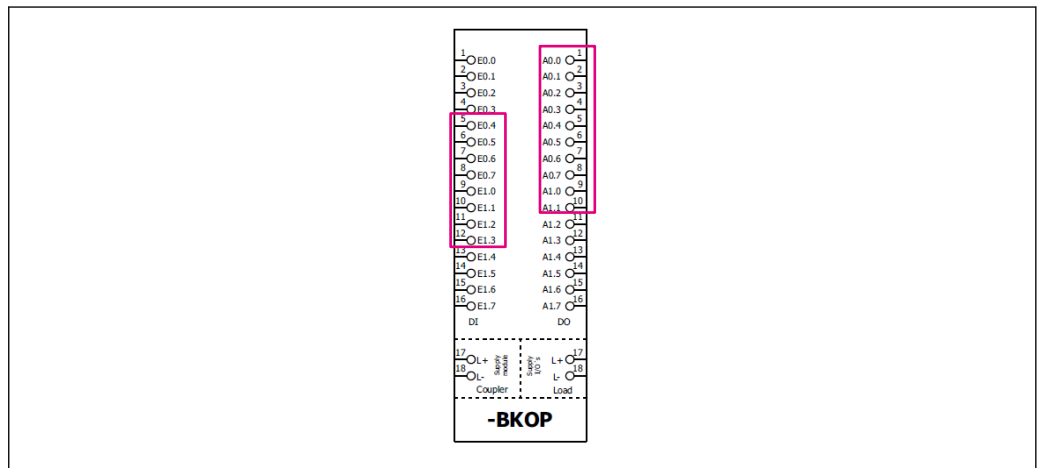 1 E0.0 A0.0 1
2 E0.1 A0.1 2
3 E0.2 A0.2 3
4 E0.3 A0.3 4
5 E0.4 A0.4 5
6 E0.5 A0.5 6
7 E0.6 A0.6 7
8 E0.7 A0.7 8
9 E1.0 A1.0 9
10 E1.1 A1.1 10
11 E1.2 A1.2 11
12 E1.3 A1.3 12
13 E1.4 A1.4 13
14 E1.5 A1.5 14
15 E1.6 A1.6 15
16 E1.7 A1.7 16
DI DO
17 L+ L+ 17
18 L- L- 18
Supply
module
Supply
I/O`s
Coupler Load
-BKOP